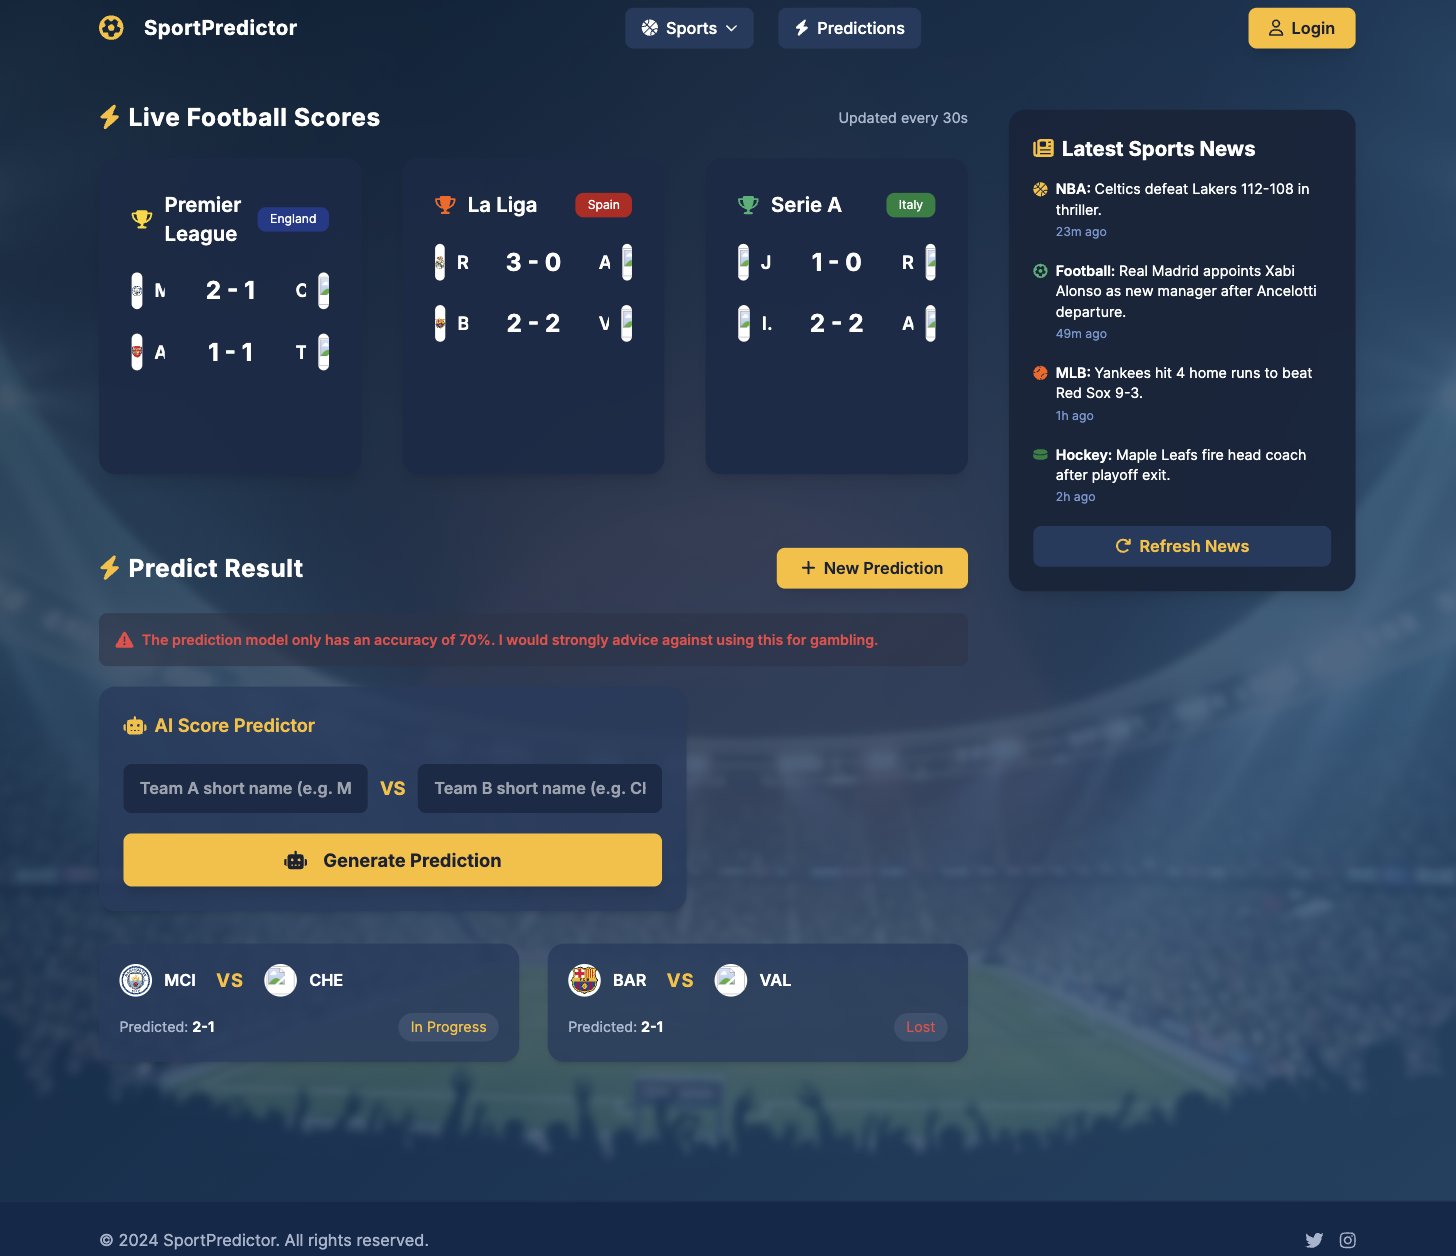 SportPredictor
Sports
Predictions
Login
Live Football Scores
Updated every 30s
Premier
League
England
M 2 - 1 C
A 1 - 1 T
La Liga
Spain
R 3 - 0 A
B 2 - 2 V
Serie A
Italy
J 1 - 0 R
I. 2 - 2 A
Latest Sports News
NBA: Celtics defeat Lakers 112-108 in
thriller.
23m ago
Football: Real Madrid appoints Xabi
Alonso as new manager after Ancelotti
departure.
49m ago
MLB: Yankees hit 4 home runs to beat
Red Sox 9-3.
1h ago
Hockey: Maple Leafs fire head coach
after playoff exit.
2h ago
Refresh News
Predict Result
New Prediction
The prediction model only has an accuracy of 70%. I would strongly advice against using this for gambling.
AI Score Predictor
Team A short name (e.g. M
VS
Team B short name (e.g. Cl
Generate Prediction
MCI VS CHE
Predicted: 2-1
In Progress
BAR VS VAL
Predicted: 2-1
Lost
© 2024 SportPredictor. All rights reserved.